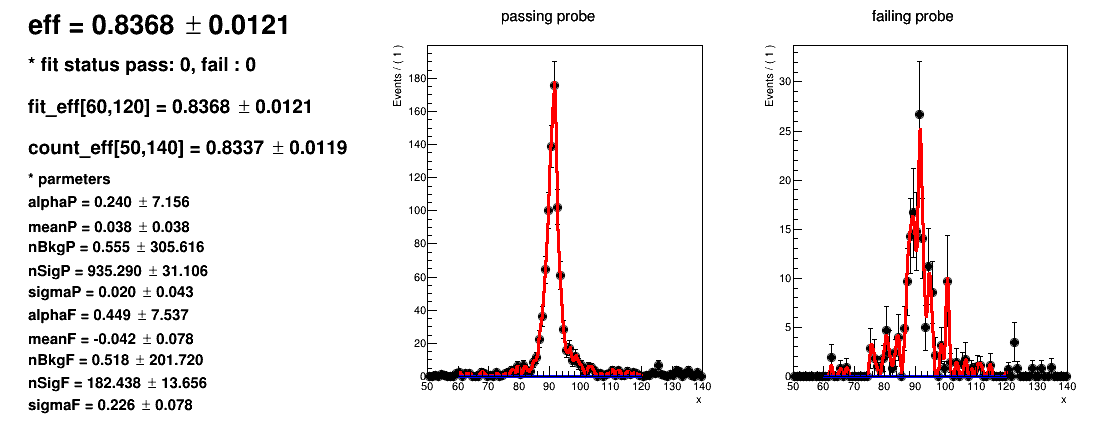 eff = 0.8368 ± 0.0121
* fit status pass: 0, fail : 0
fit_eff[60,120] = 0.8368 ± 0.0121
count_eff[50,140] = 0.8337 ± 0.0119
* parmeters
alphaP = 0.240 ± 7.156
meanP = 0.038 ± 0.038
nBkgP = 0.555 ± 305.616
nSigP = 935.290 ± 31.106
sigmaP = 0.020 ± 0.043
alphaF = 0.449 ± 7.537
meanF = -0.042 ± 0.078
nBkgF = 0.518 ± 201.720
nSigF = 182.438 ± 13.656
sigmaF = 0.226 ± 0.078
passing probe
Events / ( 1 )
180
160
140
120
100
80
60
40
20
0
50 60 70 80 90 100 110 120 130 140
x
failing probe
Events / ( 1 )
30
25
20
15
10
5
0
50 60 70 80 90 100 110 120 130 140
x